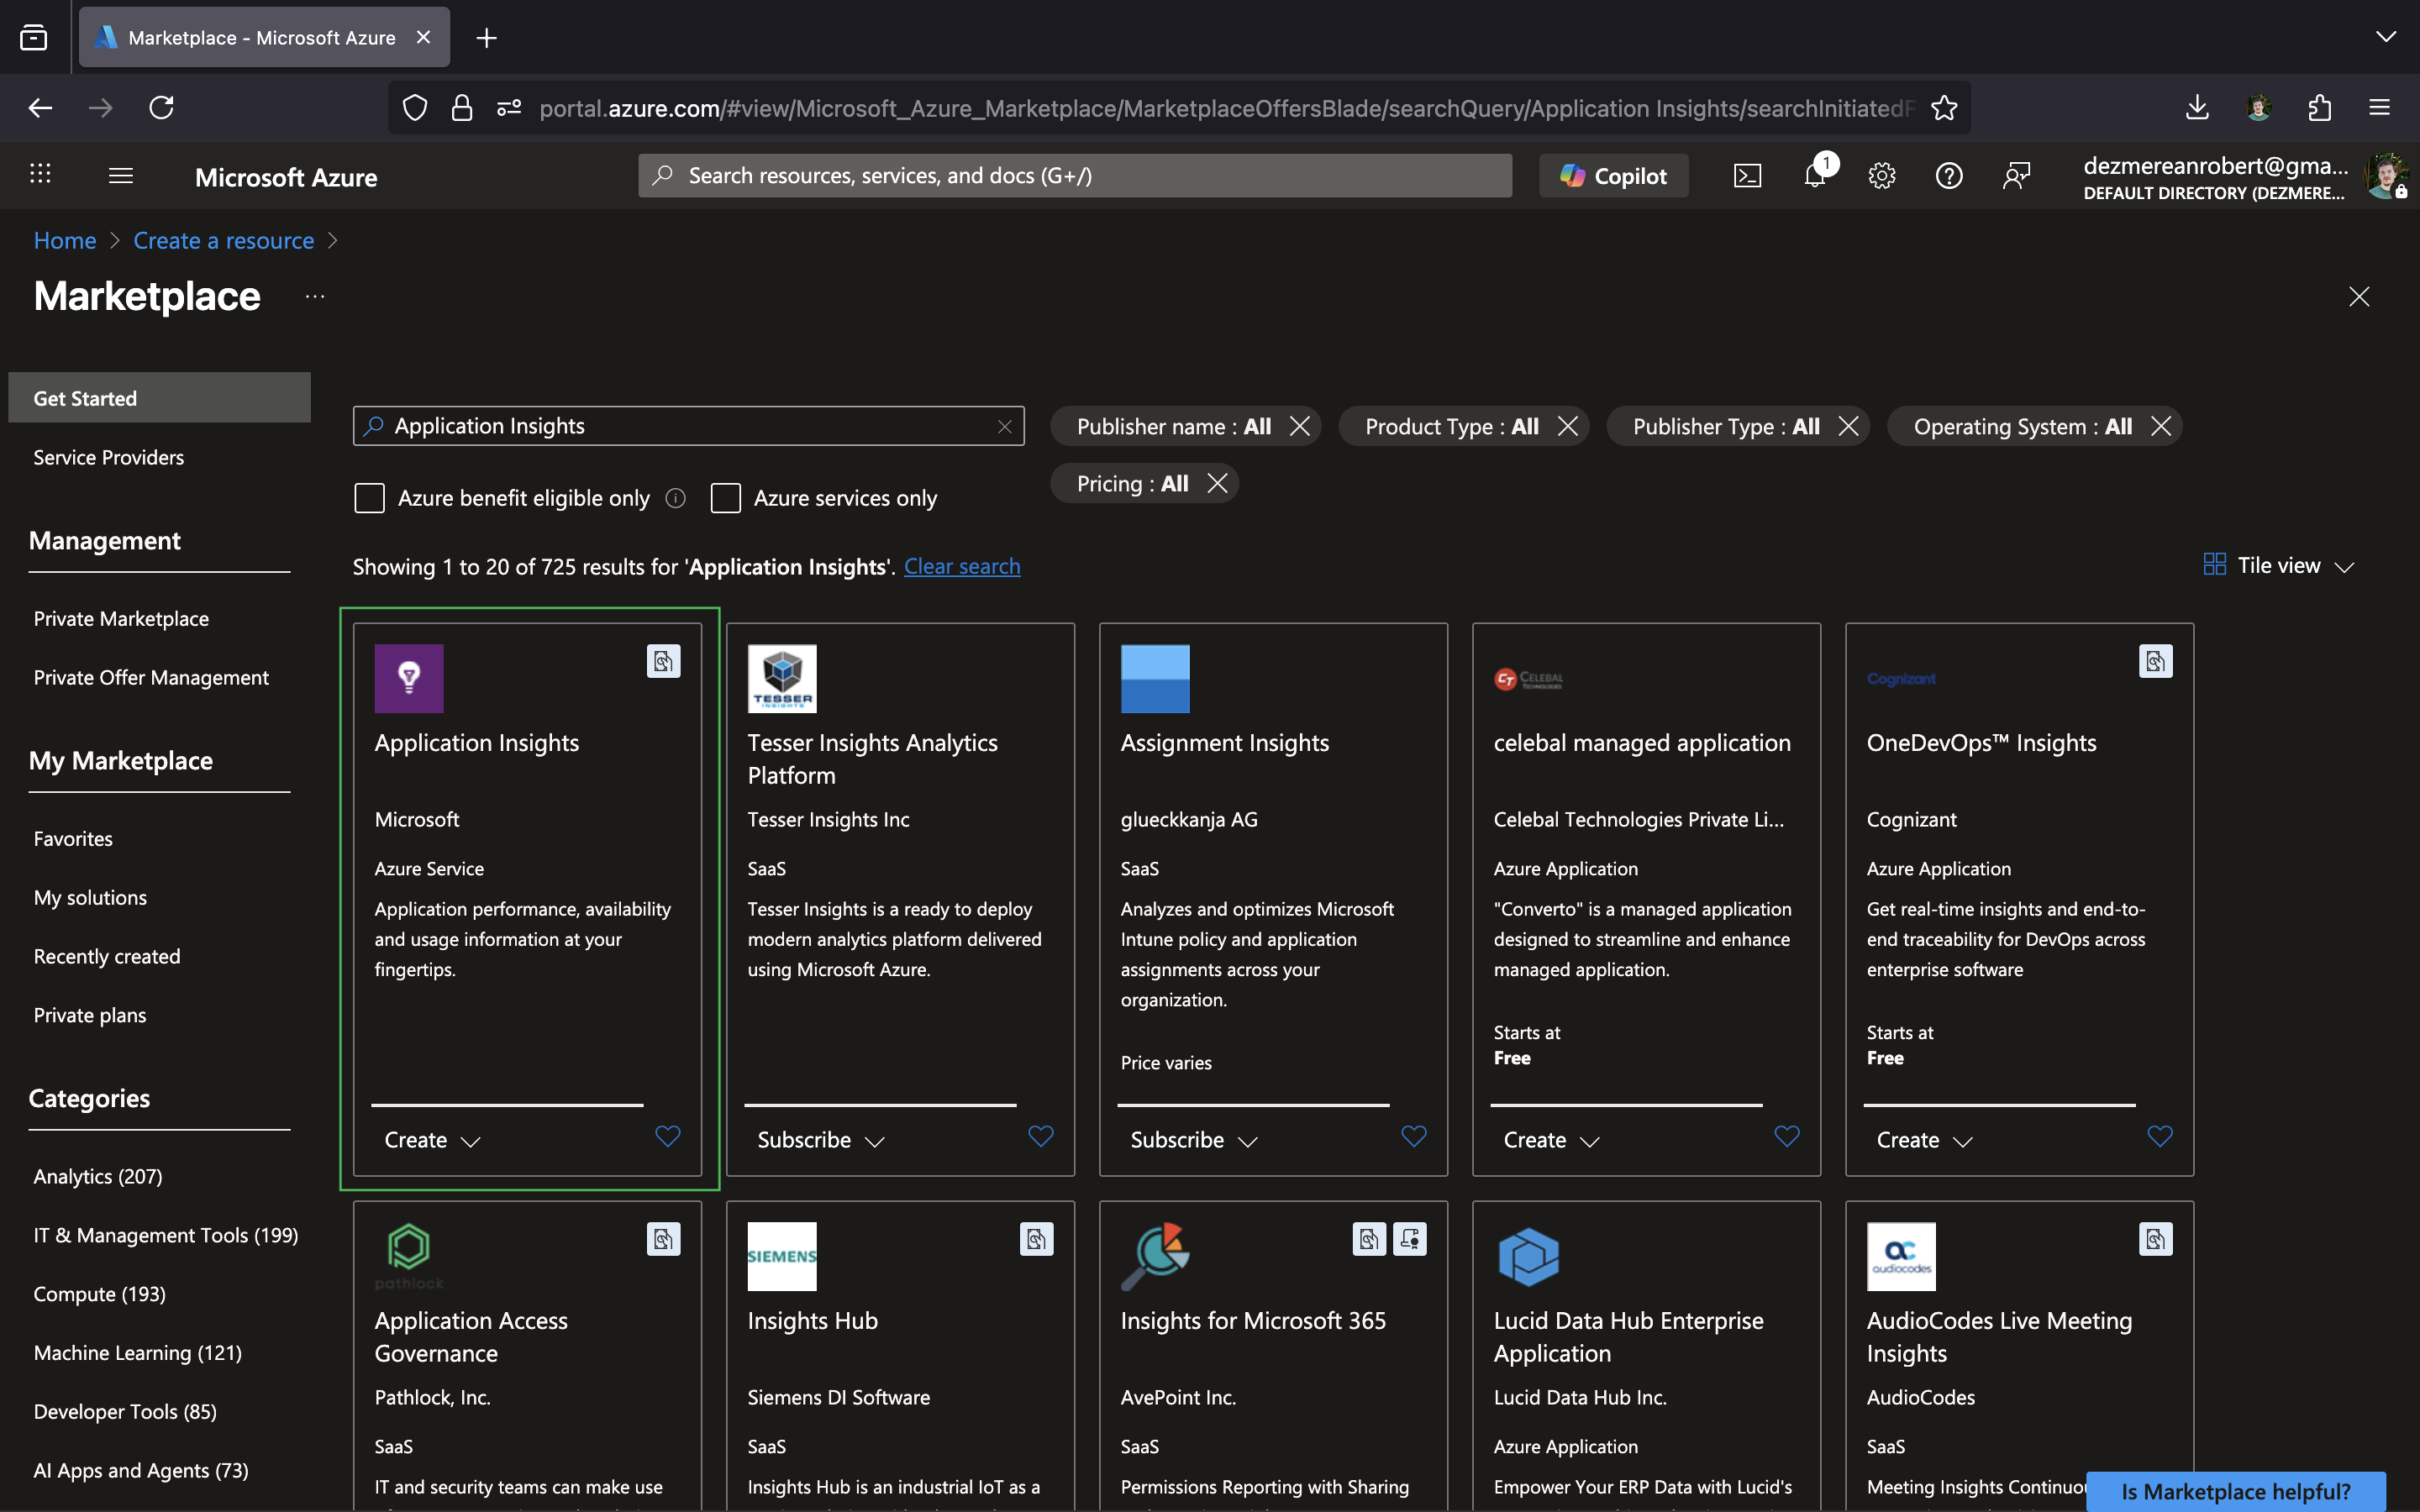 Marketplace - Microsoft Azure
portal.azure.com/#view/Microsoft_Azure_Marketplace/MarketplaceOffersBlade/searchQuery/Application Insights/searchInitiatedF
Microsoft Azure
Search resources, services, and docs (G+/)
Copilot
1
dezmereanrobert@gma...
DEFAULT DIRECTORY (DEZMERE...
Home
Create a resource
Marketplace
...
Get Started
Service Providers
Management
Private Marketplace
Private Offer Management
My Marketplace
Favorites
My solutions
Recently created
Private plans
Categories
Analytics (207)
IT & Management Tools (199)
Compute (193)
Machine Learning (121)
Developer Tools (85)
AI Apps and Agents (73)
Application Insights
Publisher name : All
Product Type : All
Publisher Type : All
Operating System : All
Pricing : All
Azure benefit eligible only
Azure services only
Showing 1 to 20 of 725 results for 'Application Insights'. Clear search
Tile view
Application Insights
Microsoft
Azure Service
Application performance, availability
and usage information at your
fingertips.
Create
TESSER
INSIGHTS
Tesser Insights Analytics
Platform
Tesser Insights Inc
SaaS
Tesser Insights is a ready to deploy
modern analytics platform delivered
using Microsoft Azure.
Subscribe
Assignment Insights
glueckkanja AG
SaaS
Analyzes and optimizes Microsoft
Intune policy and application
assignments across your
organization.
Price varies
Subscribe
CT CELEBAL
TECHNOLOGIES
celebal managed application
Celebal Technologies Private Li...
Azure Application
"Converto" is a managed application
designed to streamline and enhance
managed application.
Starts at
Free
Create
Cognizant
OneDevOps™ Insights
Cognizant
Azure Application
Get real-time insights and end-to-
end traceability for DevOps across
enterprise software
Starts at
Free
Create
pathlock
Application Access
Governance
Pathlock, Inc.
SaaS
IT and security teams can make use
SIEMENS
Insights Hub
Siemens DI Software
SaaS
Insights Hub is an industrial IoT as a
Insights for Microsoft 365
AvePoint Inc.
SaaS
Permissions Reporting with Sharing
Lucid Data Hub Enterprise
Application
Lucid Data Hub Inc.
Azure Application
Empower Your ERP Data with Lucid's
ac
audiocodes
AudioCodes Live Meeting
Insights
AudioCodes
SaaS
Meeting Insights Continuou
Is Marketplace helpful?